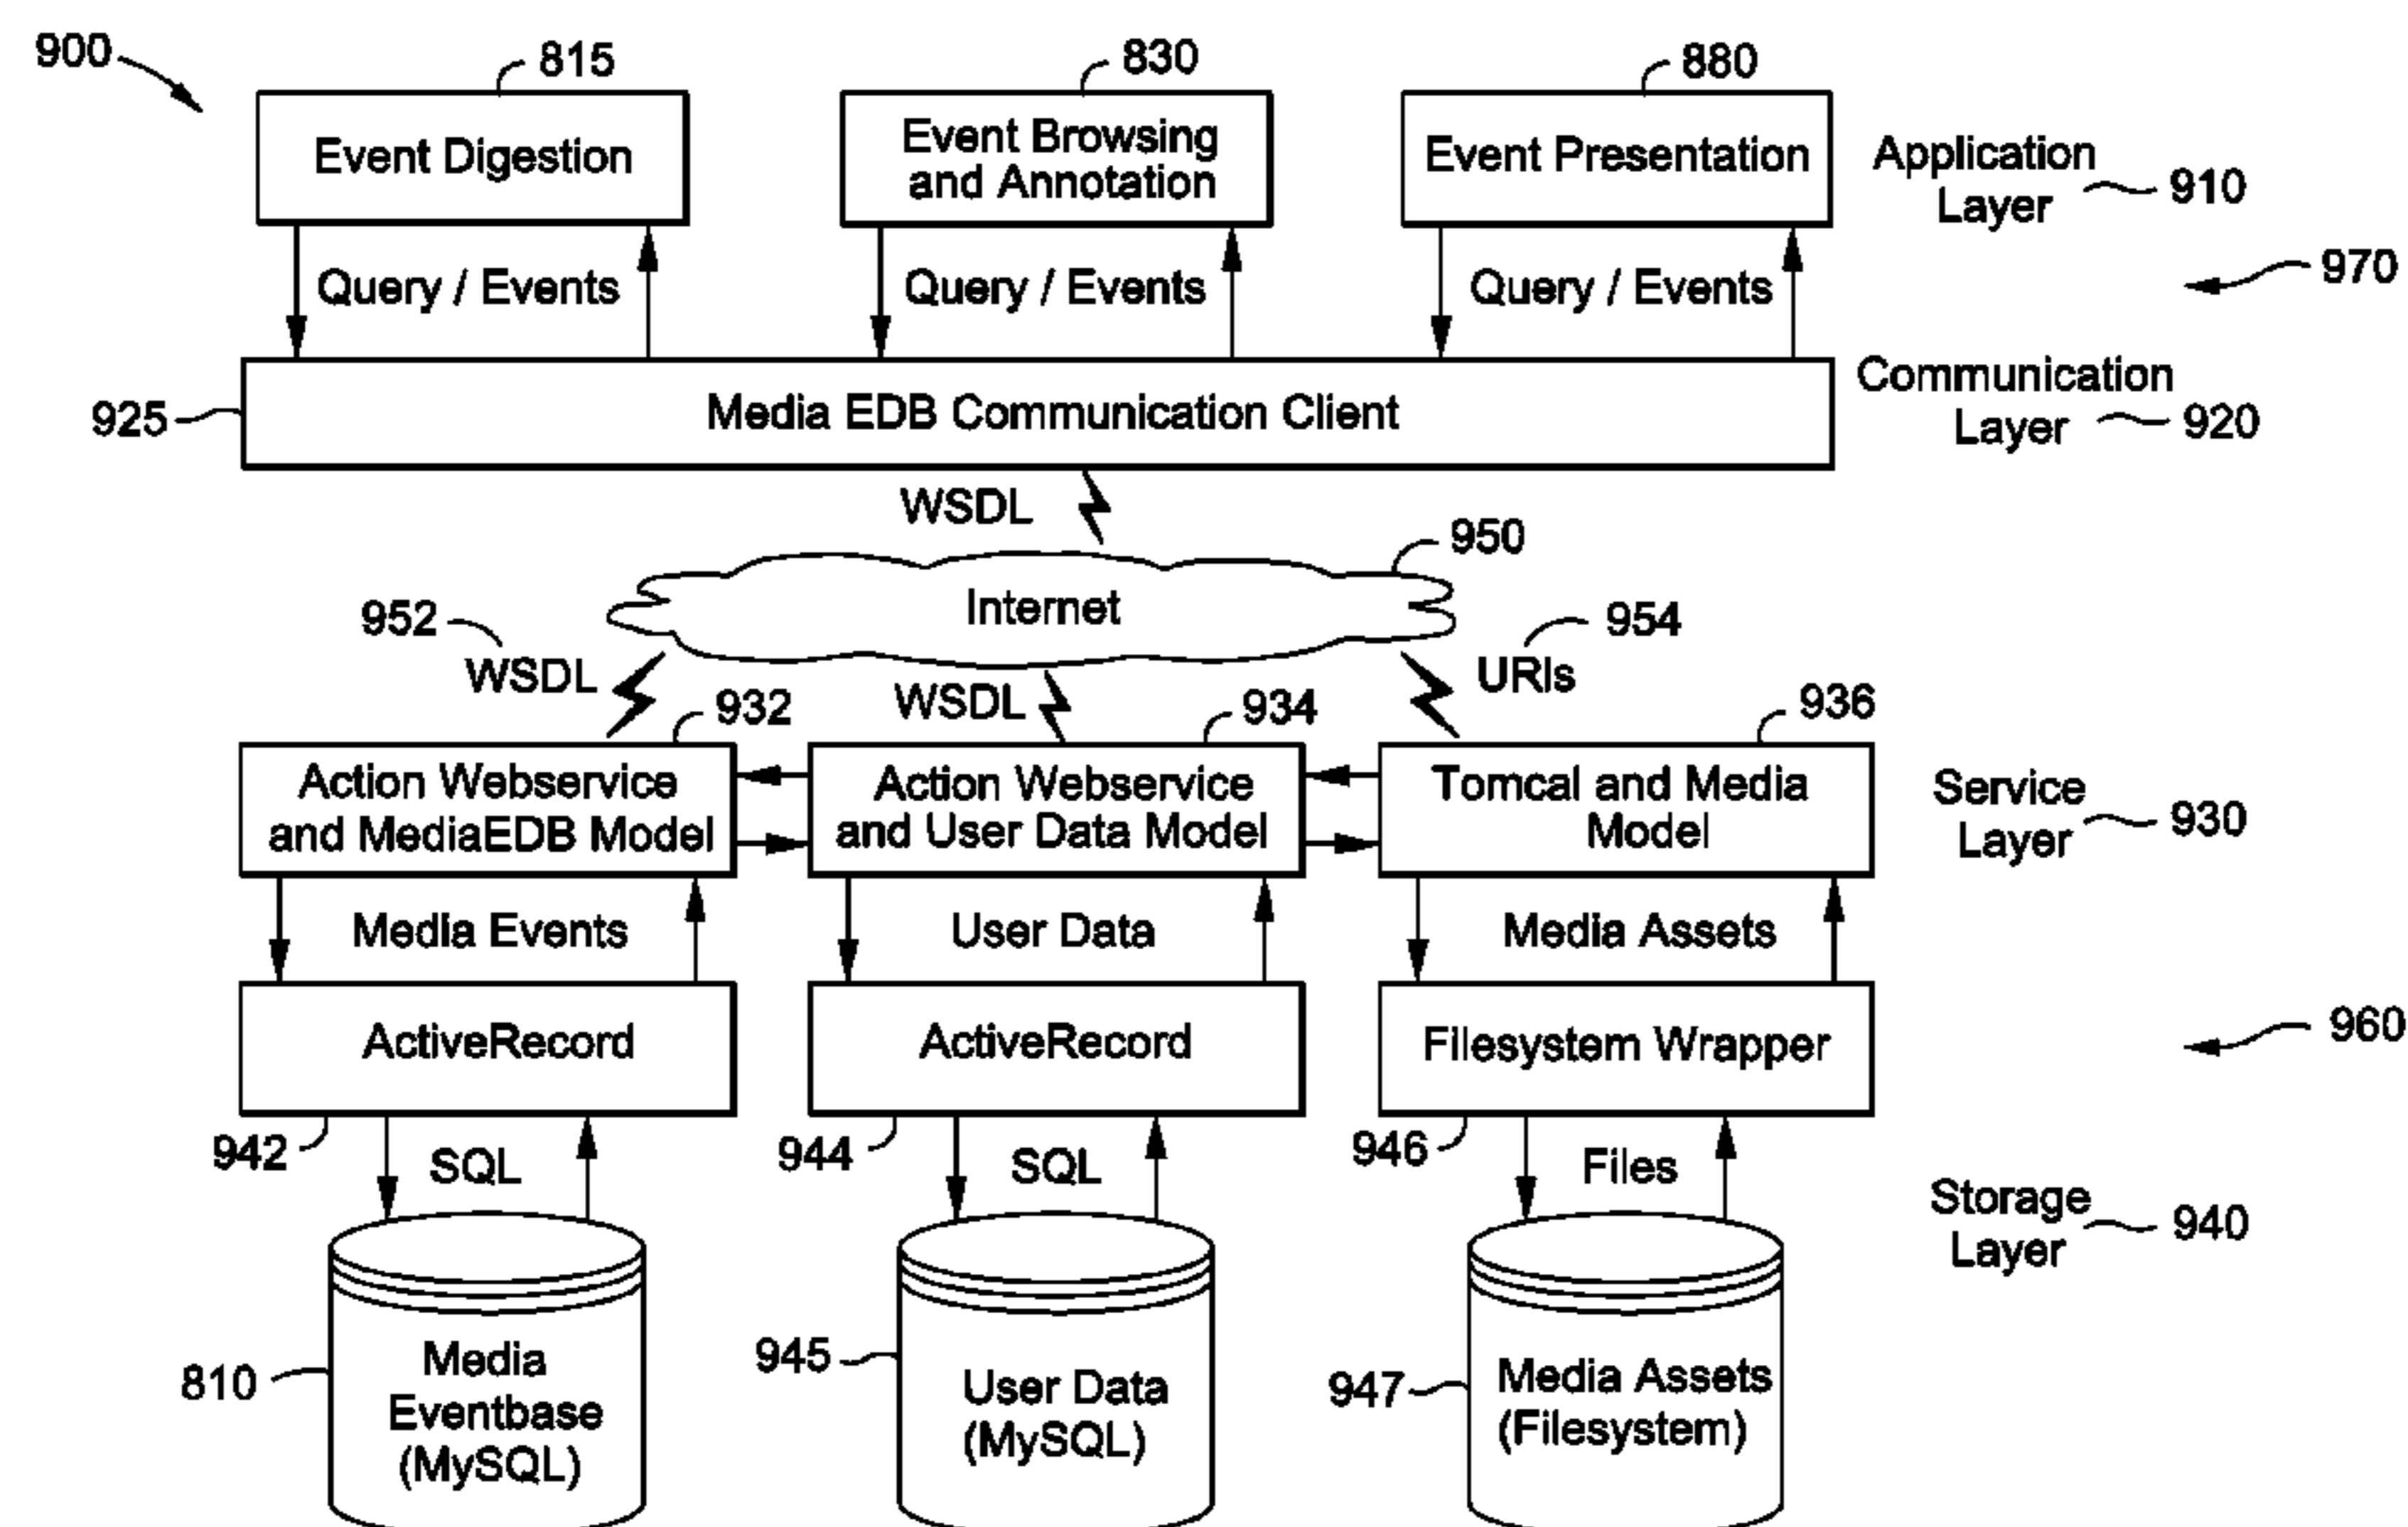 900
815
830
880
Event Digestion
Event Browsing
and Annotation
Event Presentation
Application
Layer
910
Query / Events
Query / Events
Query / Events
970
925
Media EDB Communication Client
Communication
Layer
920
WSDL
950
Internet
952
WSDL
WSDL
954
URIs
932
934
936
Action Webservice
and MediaEDB Model
Action Webservice
and User Data Model
Tomcal and Media
Model
Service
Layer
930
Media Events
User Data
Media Assets
ActiveRecord
ActiveRecord
Filesystem Wrapper
960
942
SQL
944
SQL
946
Files
Storage
Layer
940
810
Media
Eventbase
(MySQL)
945
User Data
(MySQL)
947
Media Assets
(Filesystem)